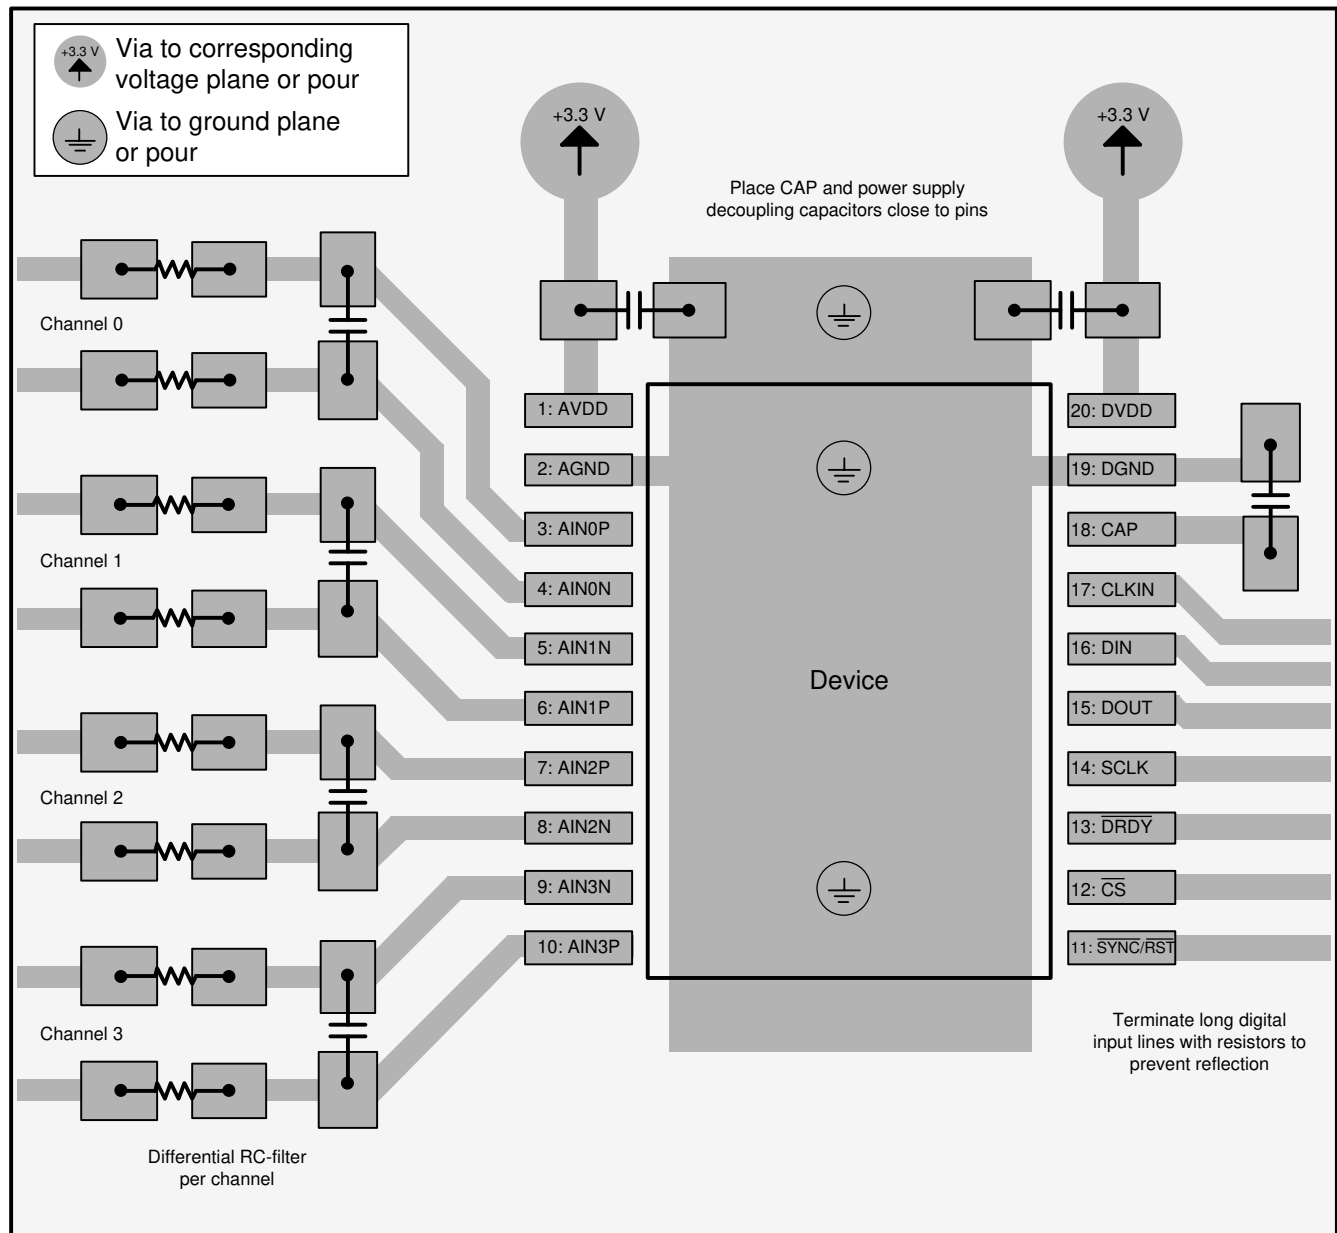 +3.3 V
Via to corresponding
voltage plane or pour
Via to ground plane
or pour
+3.3 V
+3.3 V
Place CAP and power supply
decoupling capacitors close to pins
Channel 0
Channel 1
Channel 2
Channel 3
1: AVDD
2: AGND
3: AIN0P
4: AIN0N
5: AIN1N
6: AIN1P
7: AIN2P
8: AIN2N
9: AIN3N
10: AIN3P
Device
20: DVDD
19: DGND
18: CAP
17: CLKIN
16: DIN
15: DOUT
14: SCLK
13: D̅R̅D̅Y̅
12: C̅S̅
11: S̅Y̅N̅C̅/R̅S̅T̅
Terminate long digital
input lines with resistors to
prevent reflection
Differential RC-filter
per channel